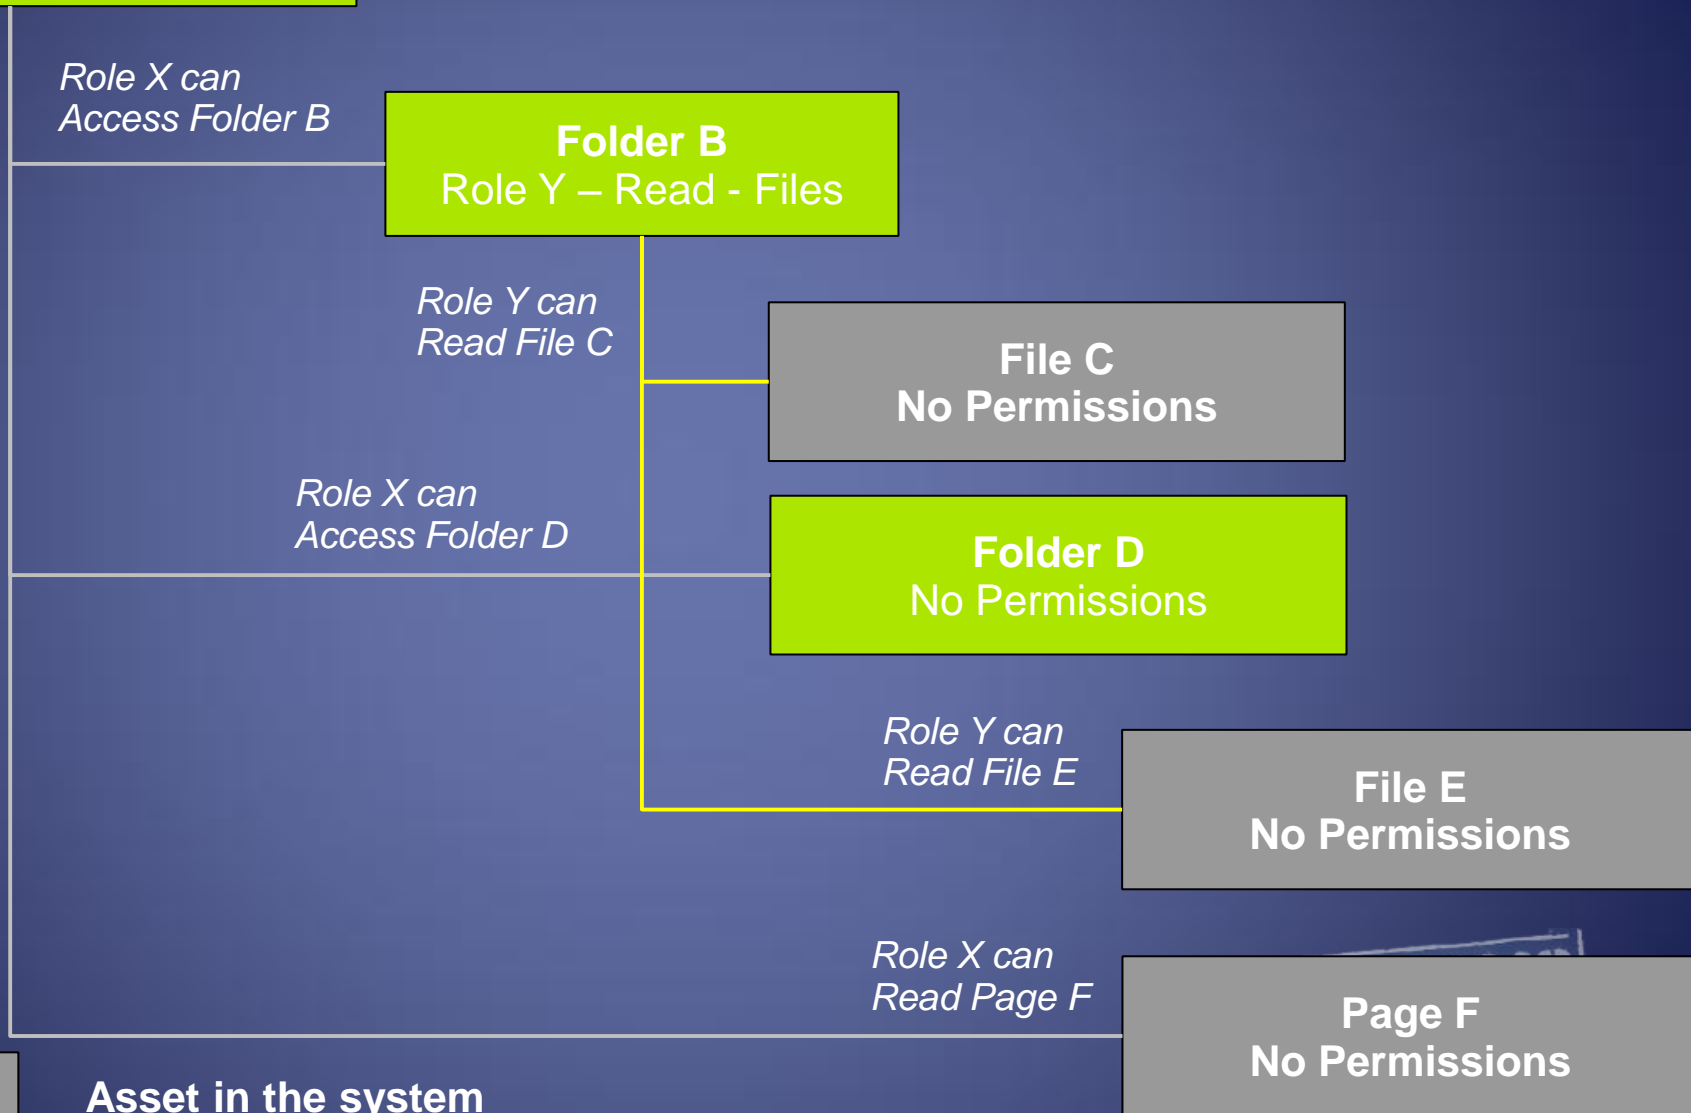 Role X can
Access Folder B
Folder B
Role Y – Read - Files
Role Y can
Read File C
File C
No Permissions
Role X can
Access Folder D
Folder D
No Permissions
Role Y can
Read File E
File E
No Permissions
Role X can
Read Page F
Page F
No Permissions
Asset in the system